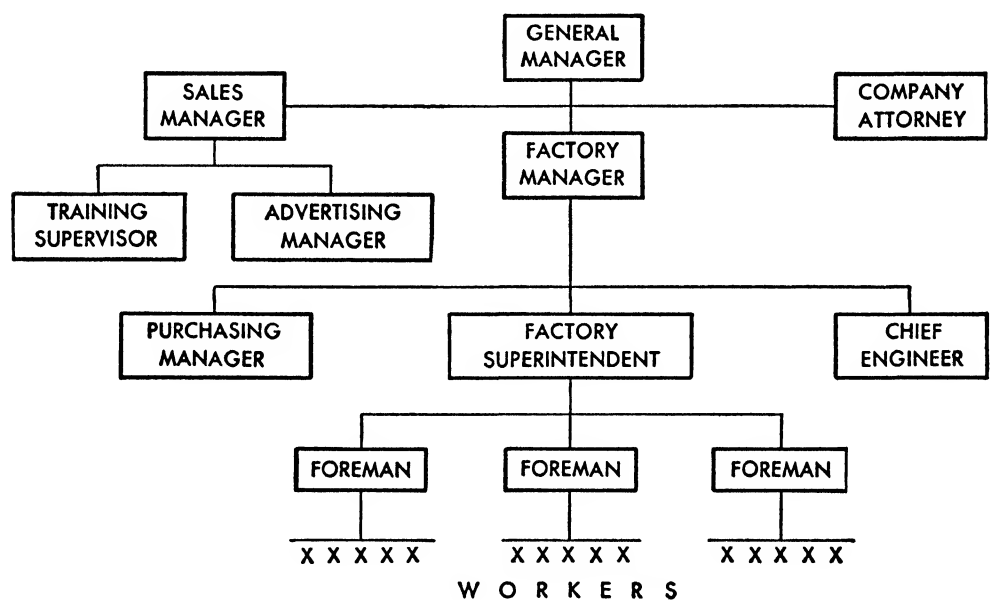 GENERAL
MANAGER
SALES
MANAGER
COMPANY
ATTORNEY
FACTORY
MANAGER
TRAINING
SUPERVISOR
ADVERTISING
MANAGER
PURCHASING
MANAGER
FACTORY
SUPERINTENDENT
CHIEF
ENGINEER
FOREMAN
FOREMAN
FOREMAN
X X X X X
X X X X X
X X X X X
WORKERS